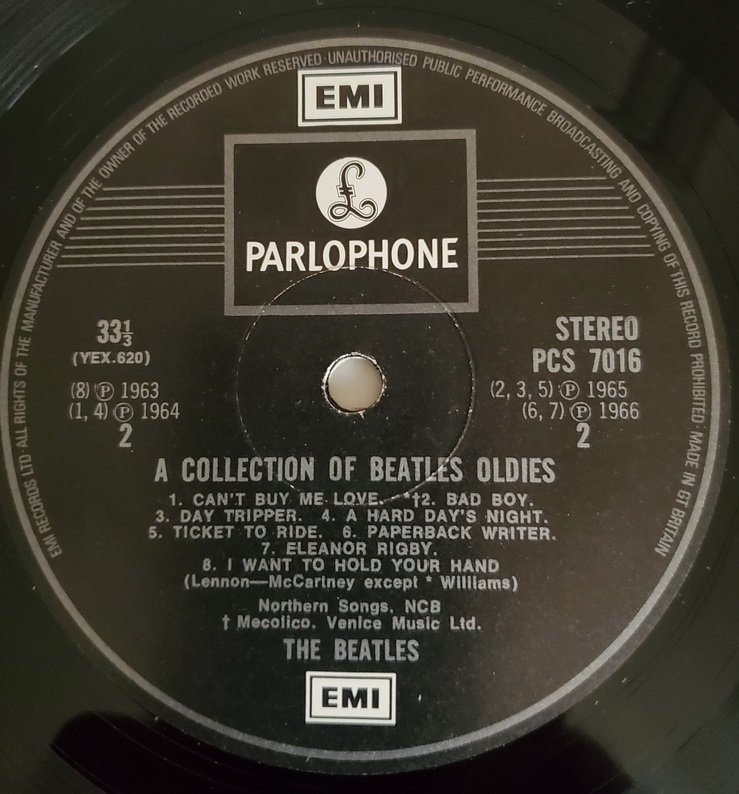 EMI RECORDS LTD · ALL RIGHTS OF THE MANUFACTURER AND OF THE OWNER OF THE RECORDED WORK RESERVED · UNAUTHORISED PUBLIC PERFORMANCE BROADCASTING AND COPYING OF THIS RECORD PROHIBITED · MADE IN GT BRITAIN
EMI
£
PARLOPHONE
33⅓
(YEX.620)
(8) ℗ 1963
(1, 4) ℗ 1964
2
STEREO
PCS 7016
(2, 3, 5) ℗ 1965
(6, 7) ℗ 1966
2
A COLLECTION OF BEATLES OLDIES
1. CAN'T BUY ME LOVE. *†2. BAD BOY.
3. DAY TRIPPER. 4. A HARD DAY'S NIGHT.
5. TICKET TO RIDE. 6. PAPERBACK WRITER.
7. ELEANOR RIGBY.
8. I WANT TO HOLD YOUR HAND
(Lennon—McCartney except * Williams)
Northern Songs, NCB
† Mecolico. Venice Music Ltd.
THE BEATLES
EMI